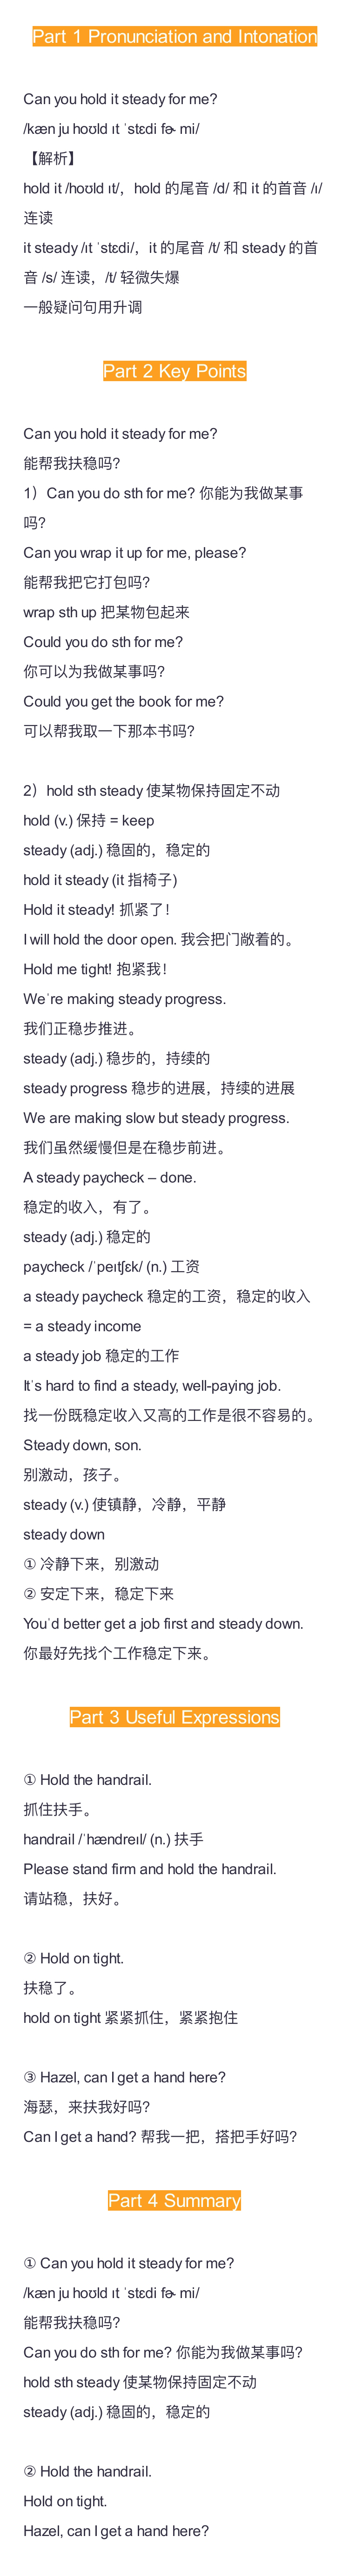 Part 1 Pronunciation and Intonation
Can you hold it steady for me?
/kæn ju hoʊld ɪt ˈstɛdi fɚ mi/
【解析】
hold it /hoʊld ɪt/，hold 的尾音 /d/ 和 it 的首音 /ɪ/
连读
it steady /ɪt ˈstɛdi/，it 的尾音 /t/ 和 steady 的首
音 /s/ 连读，/t/ 轻微失爆
一般疑问句用升调
Part 2 Key Points
Can you hold it steady for me?
能帮我扶稳吗？
1）Can you do sth for me? 你能为我做某事
吗？
Can you wrap it up for me, please?
能帮我把它打包吗？
wrap sth up 把某物包起来
Could you do sth for me?
你可以为我做某事吗？
Could you get the book for me?
可以帮我取一下那本书吗？
2）hold sth steady 使某物保持固定不动
hold (v.) 保持 = keep
steady (adj.) 稳固的，稳定的
hold it steady (it 指椅子)
Hold it steady! 抓紧了！
I will hold the door open. 我会把门敞着的。
Hold me tight! 抱紧我！
We're making steady progress.
我们正稳步推进。
steady (adj.) 稳步的，持续的
steady progress 稳步的进展，持续的进展
We are making slow but steady progress.
我们虽然缓慢但是在稳步前进。
A steady paycheck – done.
稳定的收入，有了。
steady (adj.) 稳定的
paycheck /ˈpeɪtʃɛk/ (n.) 工资
a steady paycheck 稳定的工资，稳定的收入
= a steady income
a steady job 稳定的工作
It's hard to find a steady, well-paying job.
找一份既稳定收入又高的工作是很不容易的。
Steady down, son.
别激动，孩子。
steady (v.) 使镇静，冷静，平静
steady down
① 冷静下来，别激动
② 安定下来，稳定下来
You'd better get a job first and steady down.
你最好先找个工作稳定下来。
Part 3 Useful Expressions
① Hold the handrail.
抓住扶手。
handrail /ˈhændreɪl/ (n.) 扶手
Please stand firm and hold the handrail.
请站稳，扶好。
② Hold on tight.
扶稳了。
hold on tight 紧紧抓住，紧紧抱住
③ Hazel, can I get a hand here?
海瑟，来扶我好吗？
Can I get a hand? 帮我一把，搭把手好吗？
Part 4 Summary
① Can you hold it steady for me?
/kæn ju hoʊld ɪt ˈstɛdi fɚ mi/
能帮我扶稳吗？
Can you do sth for me? 你能为我做某事吗？
hold sth steady 使某物保持固定不动
steady (adj.) 稳固的，稳定的
② Hold the handrail.
Hold on tight.
Hazel, can I get a hand here?